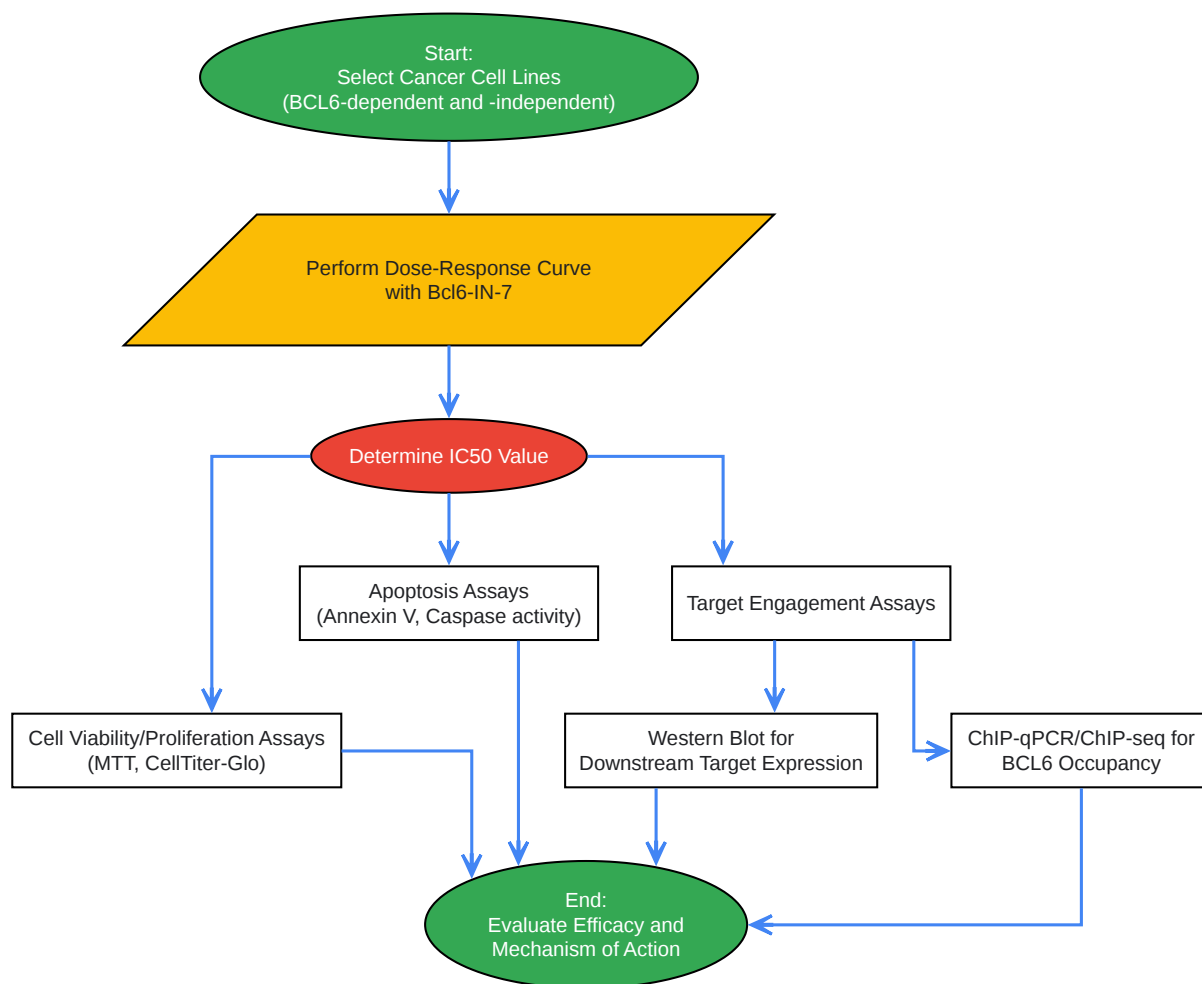 Start:
Select Cancer Cell Lines
(BCL6-dependent and -independent)
Perform Dose-Response Curve
with Bcl6-IN-7
Determine IC50 Value
Apoptosis Assays
(Annexin V, Caspase activity)
Target Engagement Assays
Cell Viability/Proliferation Assays
(MTT, CellTiter-Glo)
Western Blot for
Downstream Target Expression
ChIP-qPCR/ChIP-seq for
BCL6 Occupancy
End:
Evaluate Efficacy and
Mechanism of Action